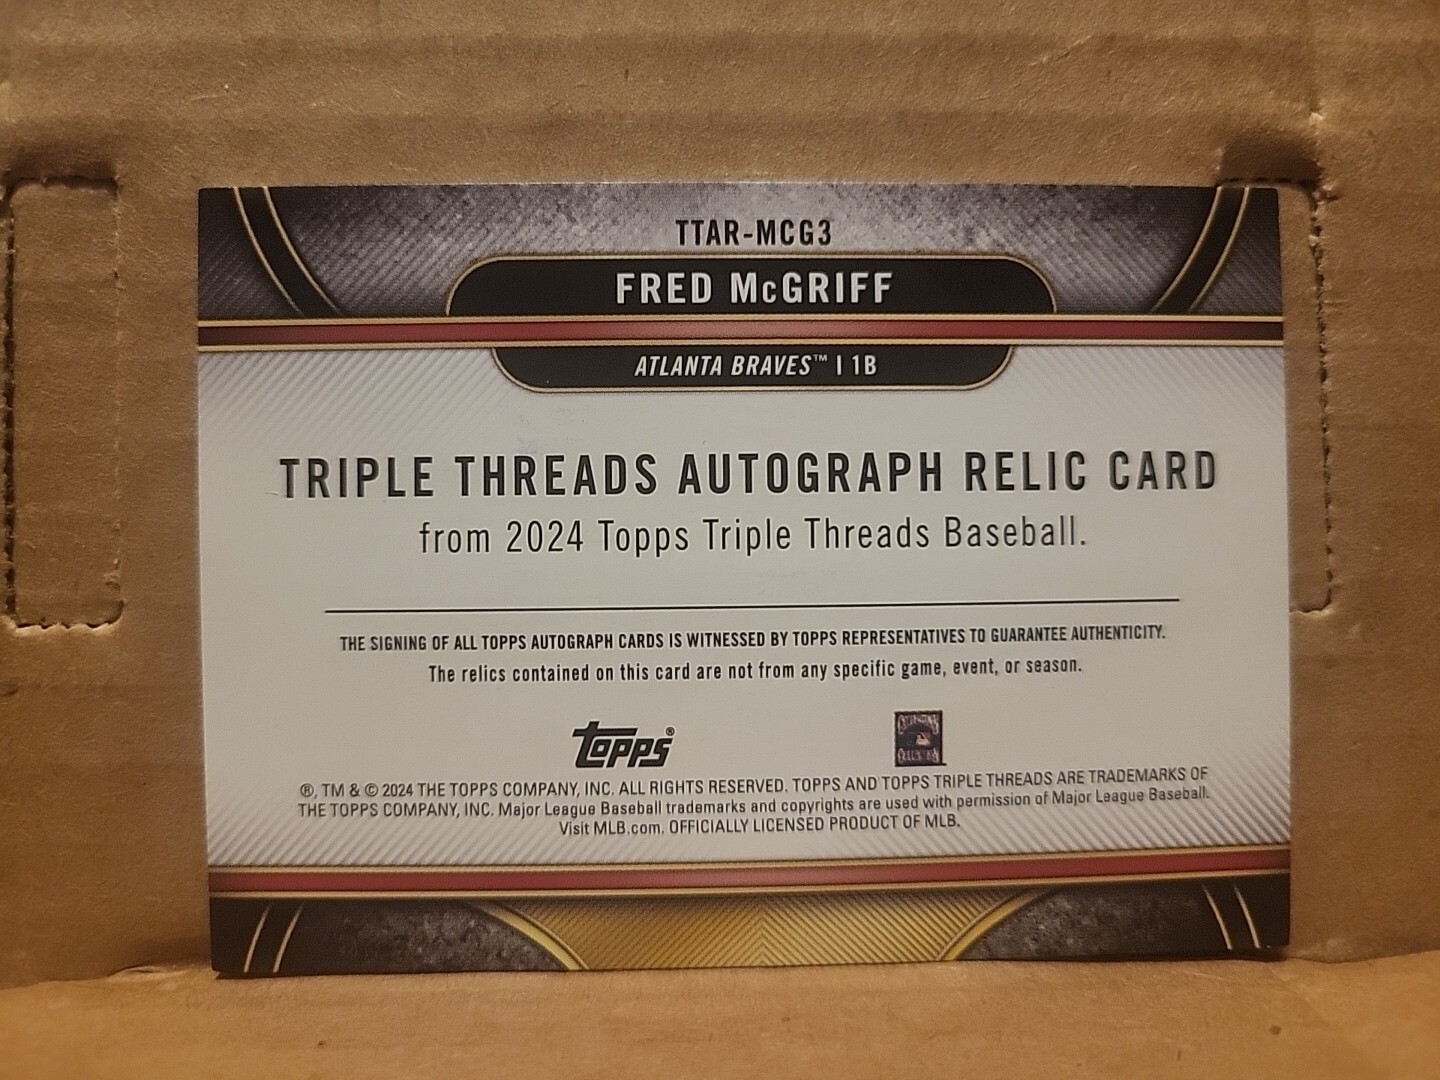 TTAR-MCG3
FRED McGRIFF
ATLANTA BRAVES™ | 1B
TRIPLE THREADS AUTOGRAPH RELIC CARD
from 2024 Topps Triple Threads Baseball.
THE SIGNING OF ALL TOPPS AUTOGRAPH CARDS IS WITNESSED BY TOPPS REPRESENTATIVES TO GUARANTEE AUTHENTICITY.
The relics contained on this card are not from any specific game, event, or season.
topps®
®, TM & © 2024 THE TOPPS COMPANY, INC. ALL RIGHTS RESERVED. TOPPS AND TOPPS TRIPLE THREADS ARE TRADEMARKS OF
THE TOPPS COMPANY, INC. Major League Baseball trademarks and copyrights are used with permission of Major League Baseball.
Visit MLB.com. OFFICIALLY LICENSED PRODUCT OF MLB.